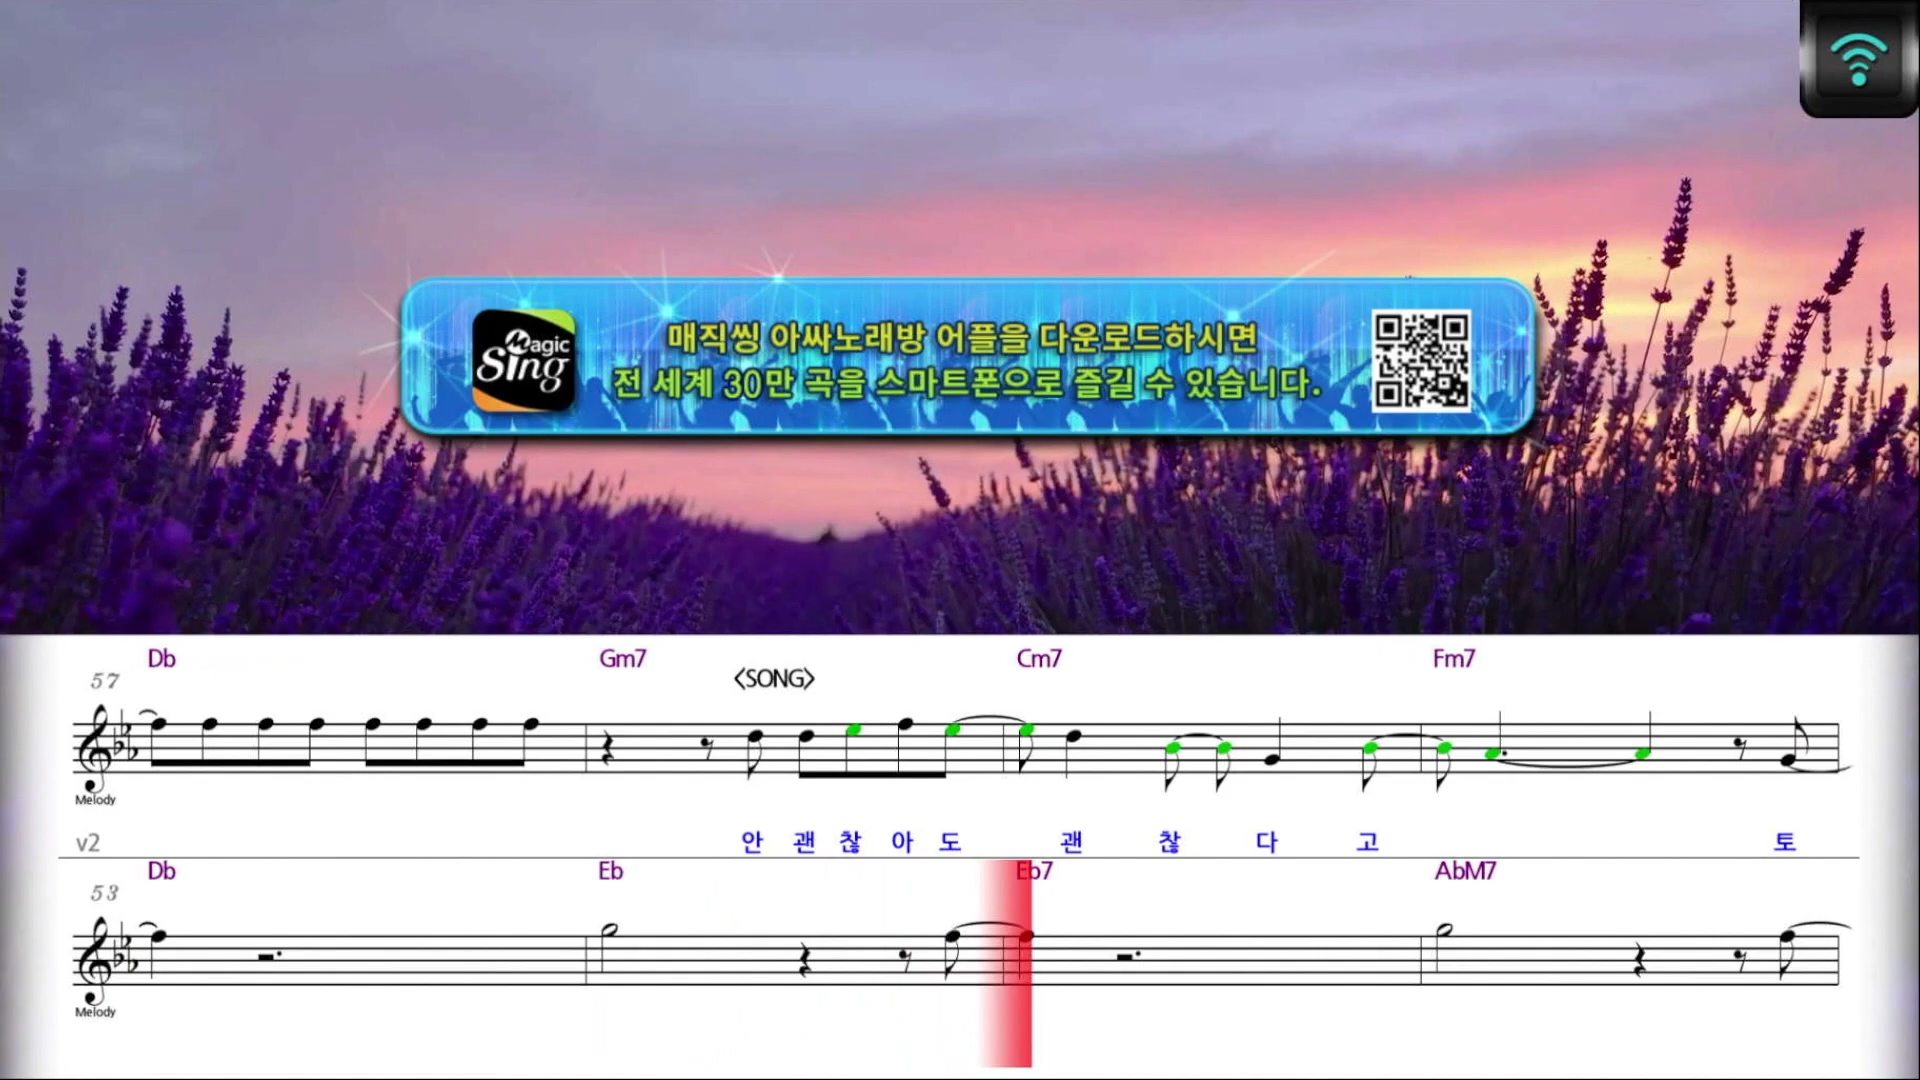 Magic
Sing
매직씽 아싸노래방 어플을 다운로드하시면
전 세계 30만 곡을 스마트폰으로 즐길 수 있습니다.
Db Gm7 Cm7 Fm7
57 <SONG>
Melody
v2 안 괜 찮 아 도 괜 찮 다 고 토
Db Eb Eb7 AbM7
53
Melody